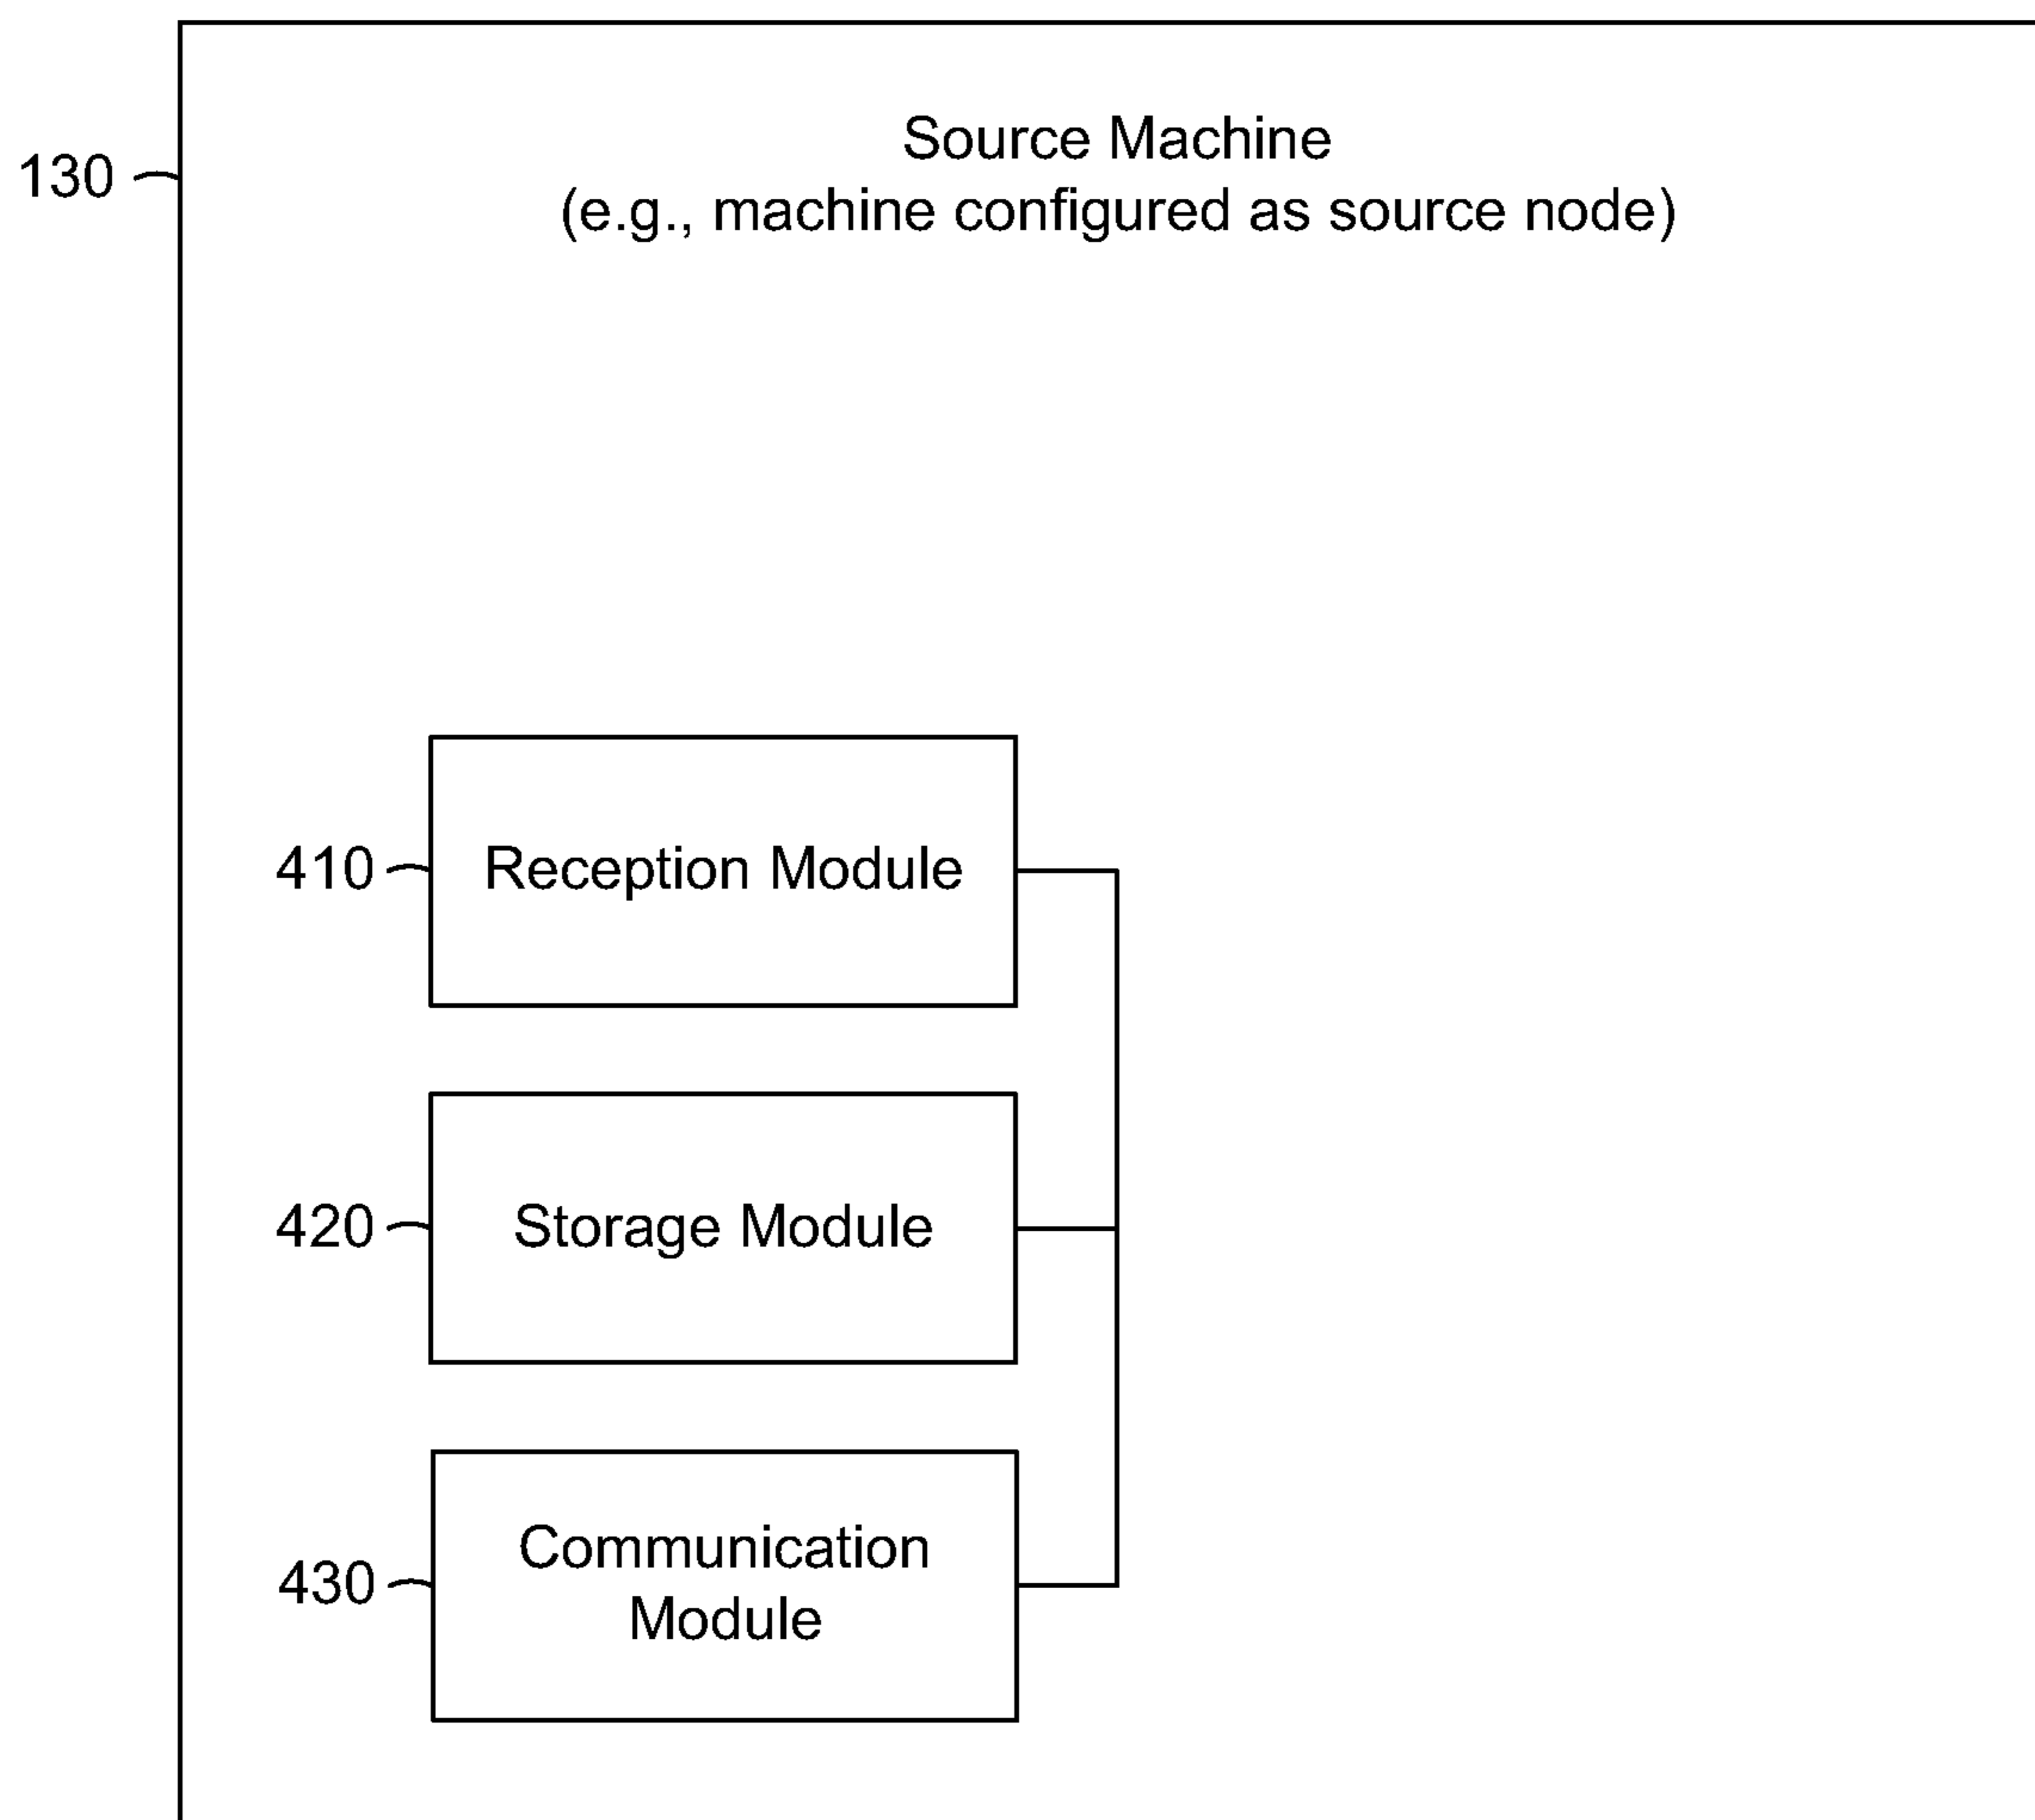 Source Machine
130
(e.g., machine configured as source node)
410
Reception Module
420
Storage Module
Communication
430
Module